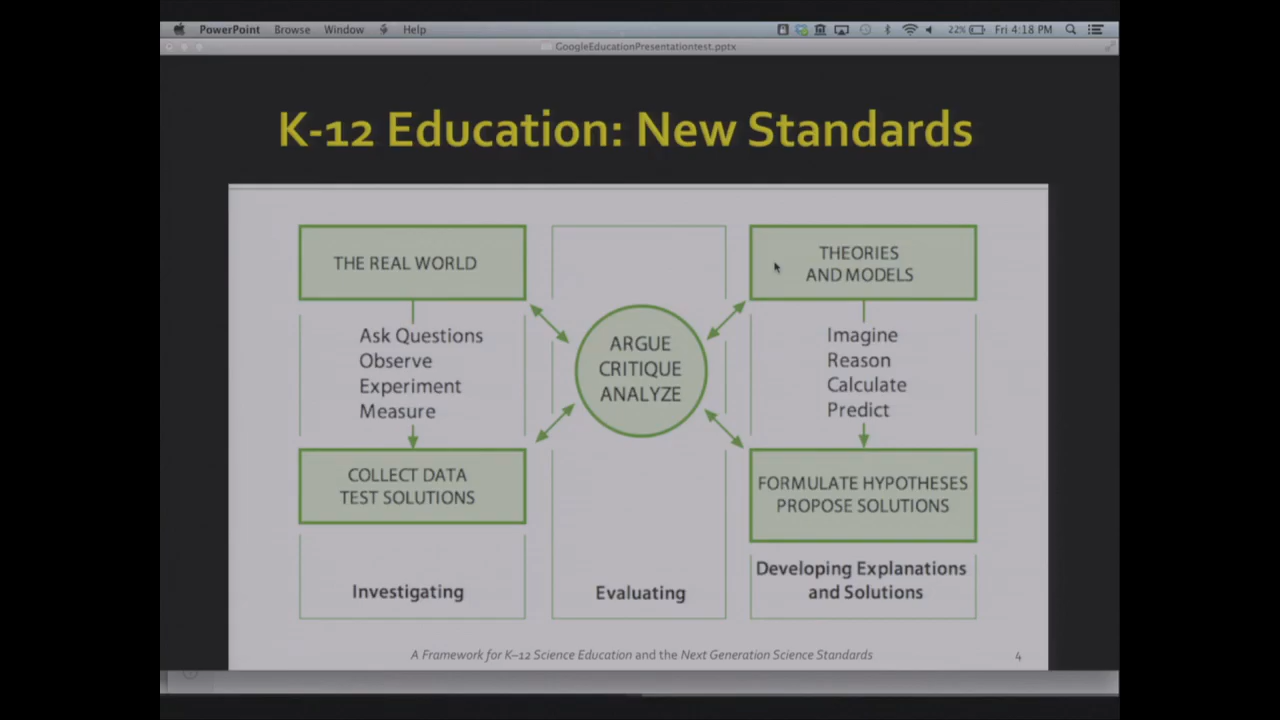 PowerPoint Browse Window Help 22% Fri 4:18 PM
GoogleEducationPresentationtest.pptx
K-12 Education: New Standards
THE REAL WORLD
Ask Questions
Observe
Experiment
Measure
COLLECT DATA
TEST SOLUTIONS
Investigating
ARGUE
CRITIQUE
ANALYZE
Evaluating
THEORIES
AND MODELS
Imagine
Reason
Calculate
Predict
FORMULATE HYPOTHESES
PROPOSE SOLUTIONS
Developing Explanations
and Solutions
A Framework for K–12 Science Education and the Next Generation Science Standards 4